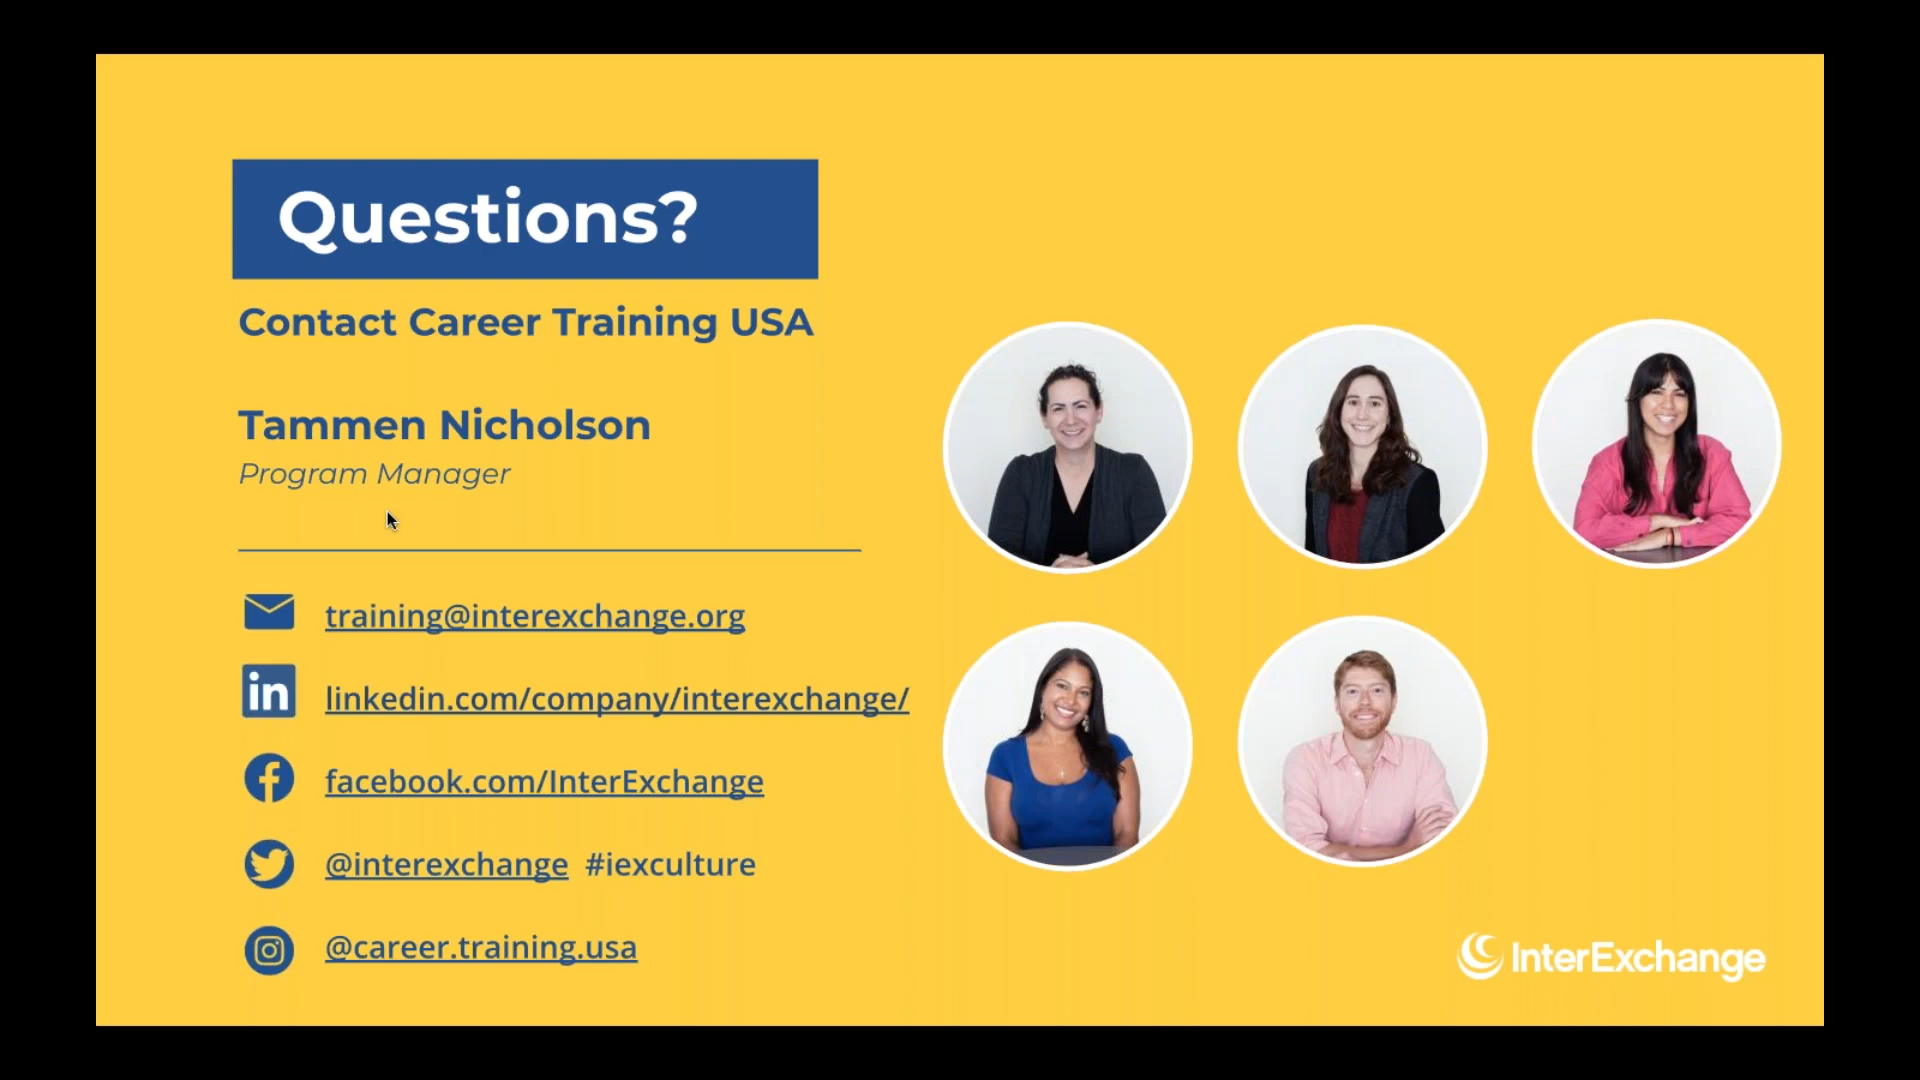 Questions?
Contact Career Training USA
Tammen Nicholson
Program Manager
training@interexchange.org
in
linkedin.com/company/interexchange/
facebook.com/InterExchange
@interexchange #iexculture
@career.training.usa
InterExchange